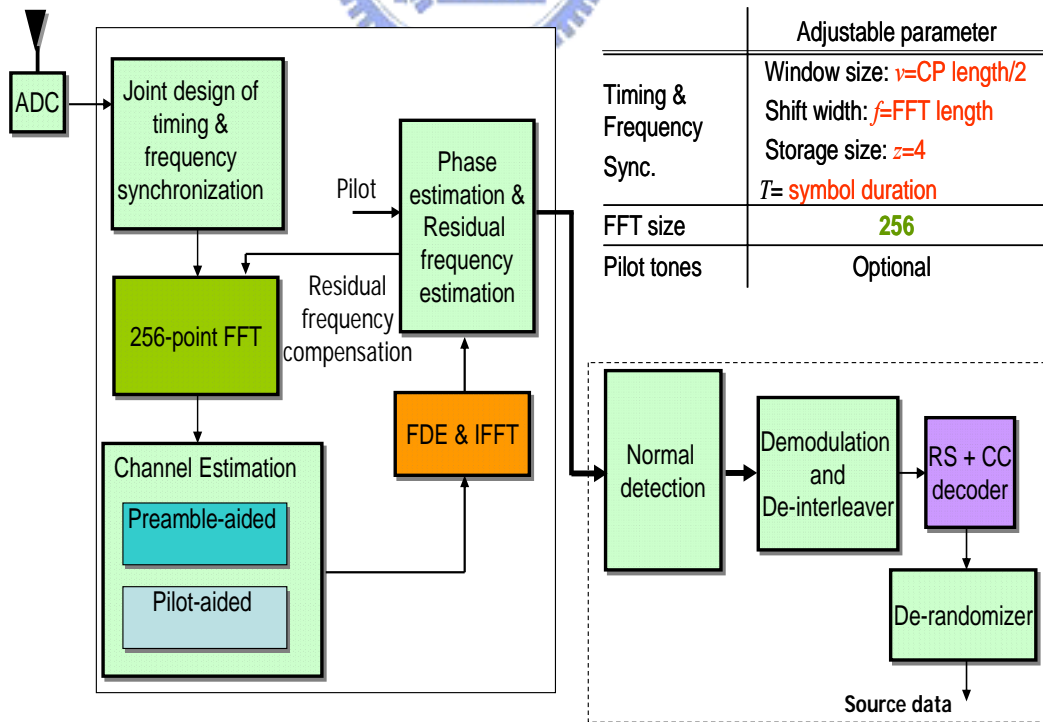 ADC
Joint design of
timing &
frequency
synchronization
Pilot
Phase
estimation &
Residual
frequency
estimation
256-point FFT
Residual
frequency
compensation
FDE & IFFT
Channel Estimation
Preamble-aided
Pilot-aided
Adjustable parameter
Timing &
Frequency
Sync.
Window size: v=CP length/2
Shift width: f=FFT length
Storage size: z=4
T= symbol duration
FFT size 256
Pilot tones Optional
Normal
detection
Demodulation
and
De-interleaver
RS + CC
decoder
De-randomizer
Source data